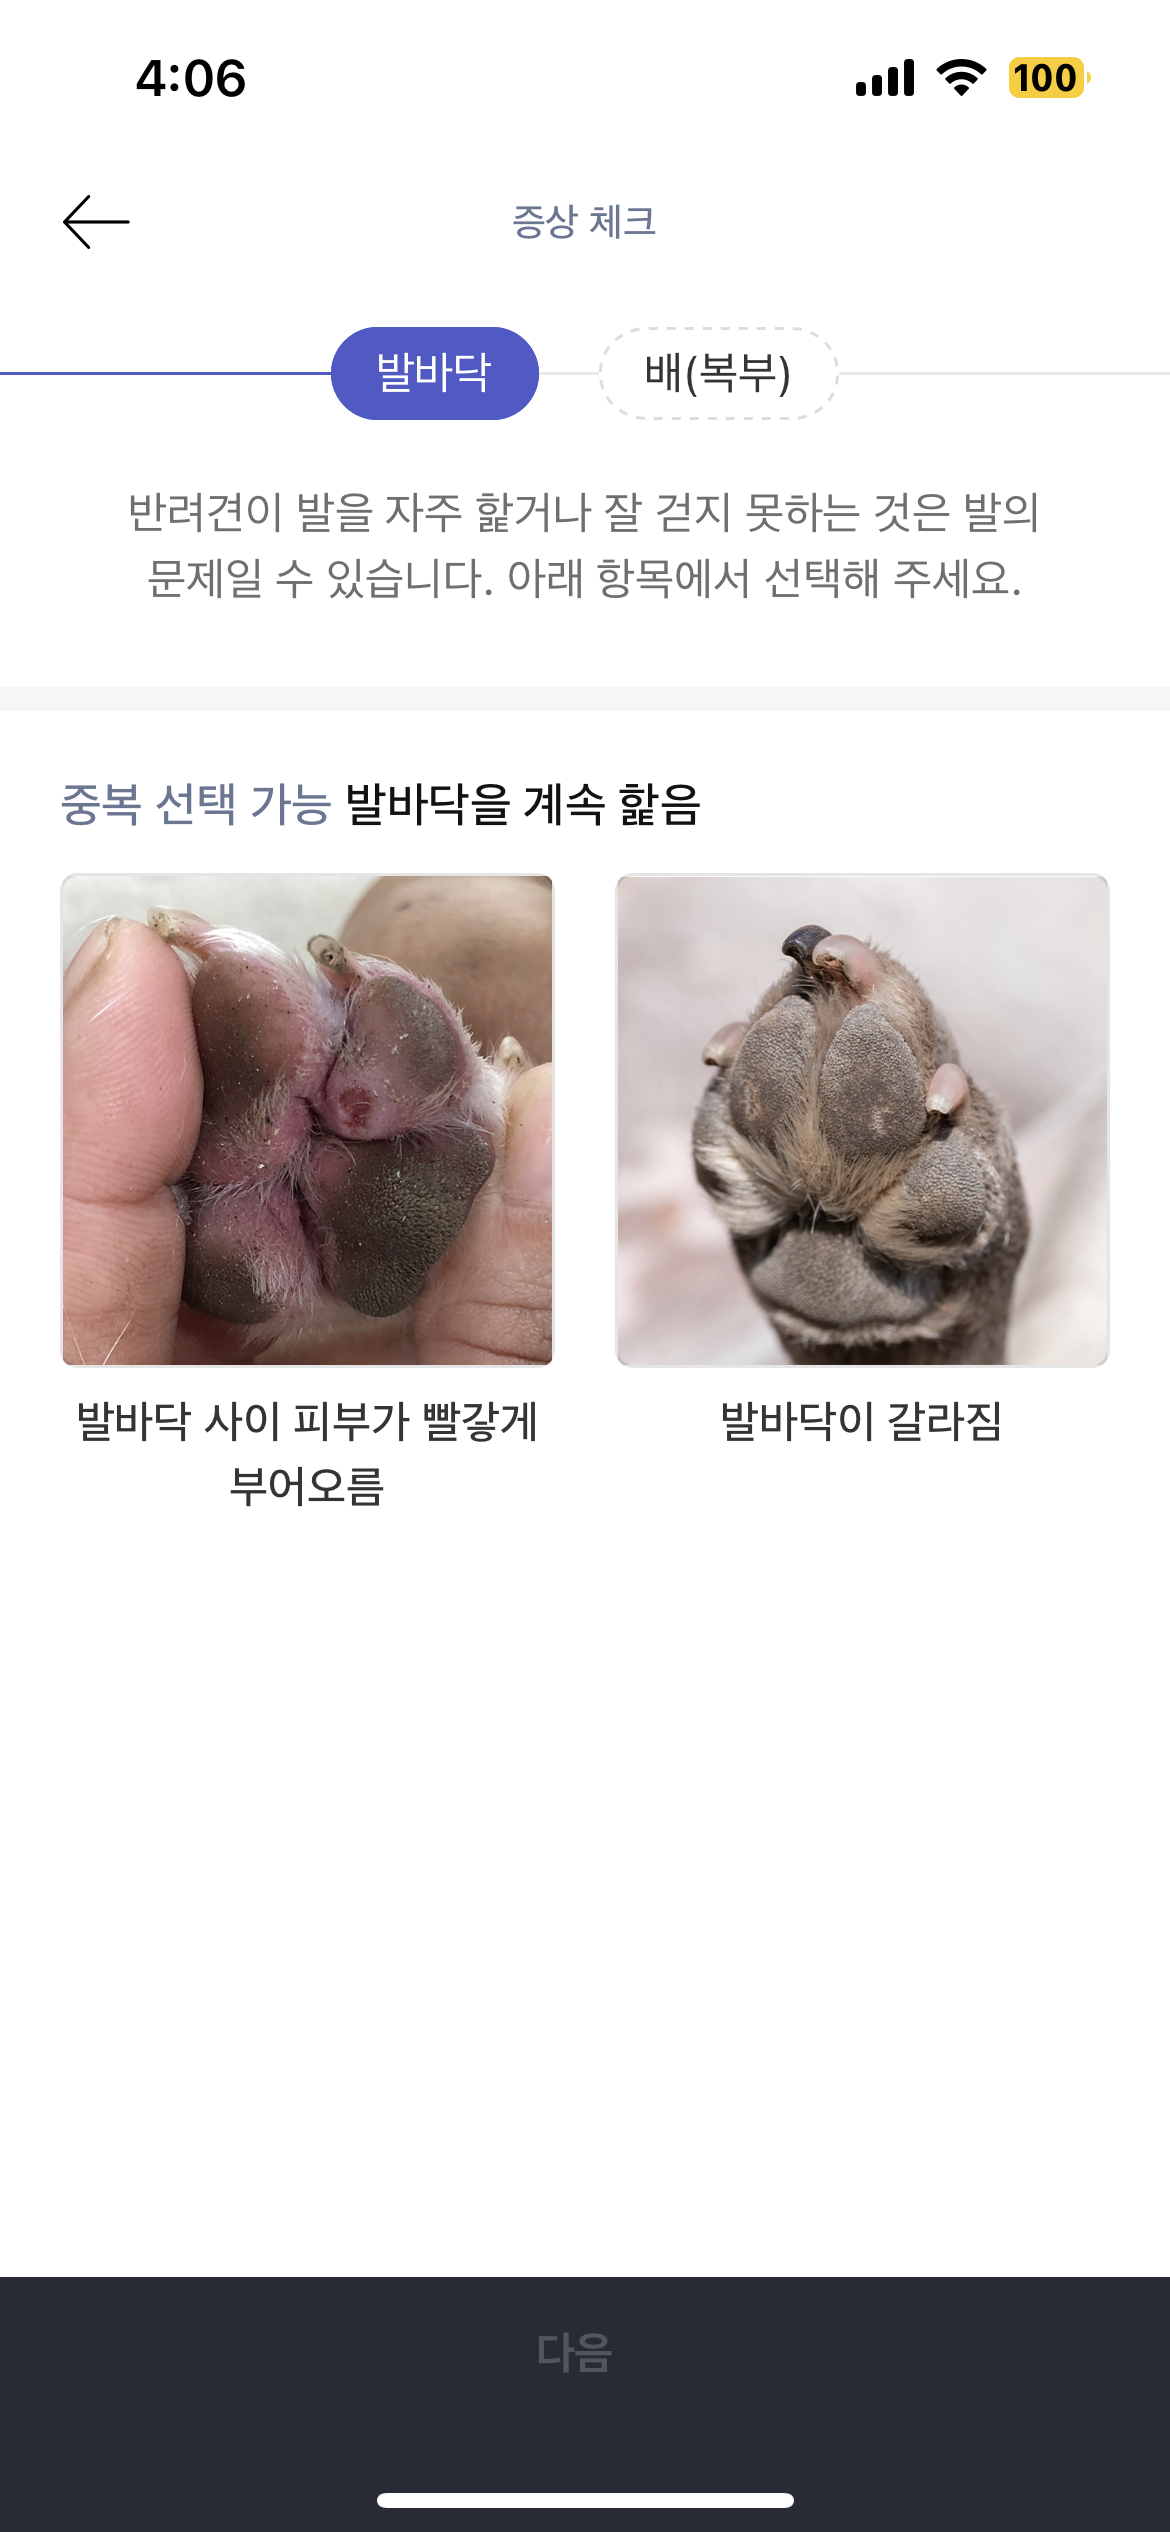 4:06
100
증상 체크
발바닥
배(복부)
반려견이 발을 자주 핥거나 잘 걷지 못하는 것은 발의
문제일 수 있습니다. 아래 항목에서 선택해 주세요.
중복 선택 가능 발바닥을 계속 핥음
발바닥 사이 피부가 빨갛게
부어오름
발바닥이 갈라짐
다음